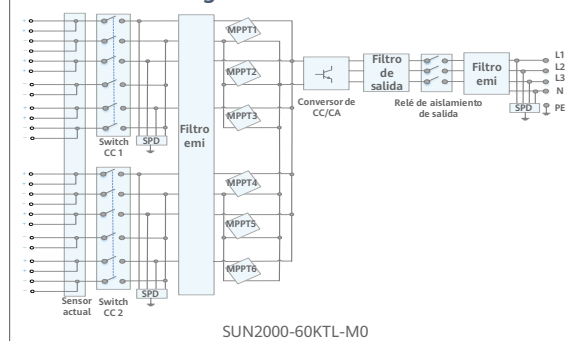 MPPT1
MPPT2
MPPT3
Filtro emi
Switch CC 1
SPD
Conversor de CC/CA
Filtro de salida
Relé de aislamiento de salida
Filtro emi
L1
L2
L3
N
PE
SPD
MPPT4
MPPT5
MPPT6
Sensor actual
Switch CC 2
SPD
SUN2000-60KTL-M0